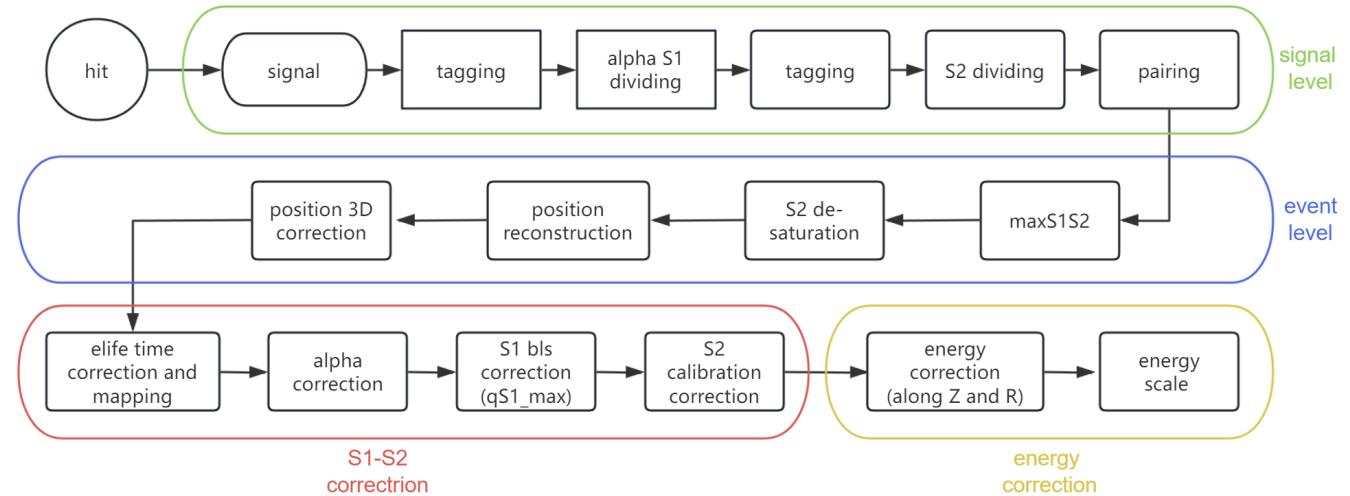 hit
signal
tagging
alpha S1
dividing
tagging
S2 dividing
pairing
signal
level
position 3D
correction
position
reconstruction
S2 de-
saturation
maxS1S2
event
level
elife time
correction and
mapping
alpha
correction
S1 bls
correction
(qS1_max)
S2
calibration
correction
energy
correction
(along Z and R)
energy
scale
S1-S2
correctrion
energy
correction